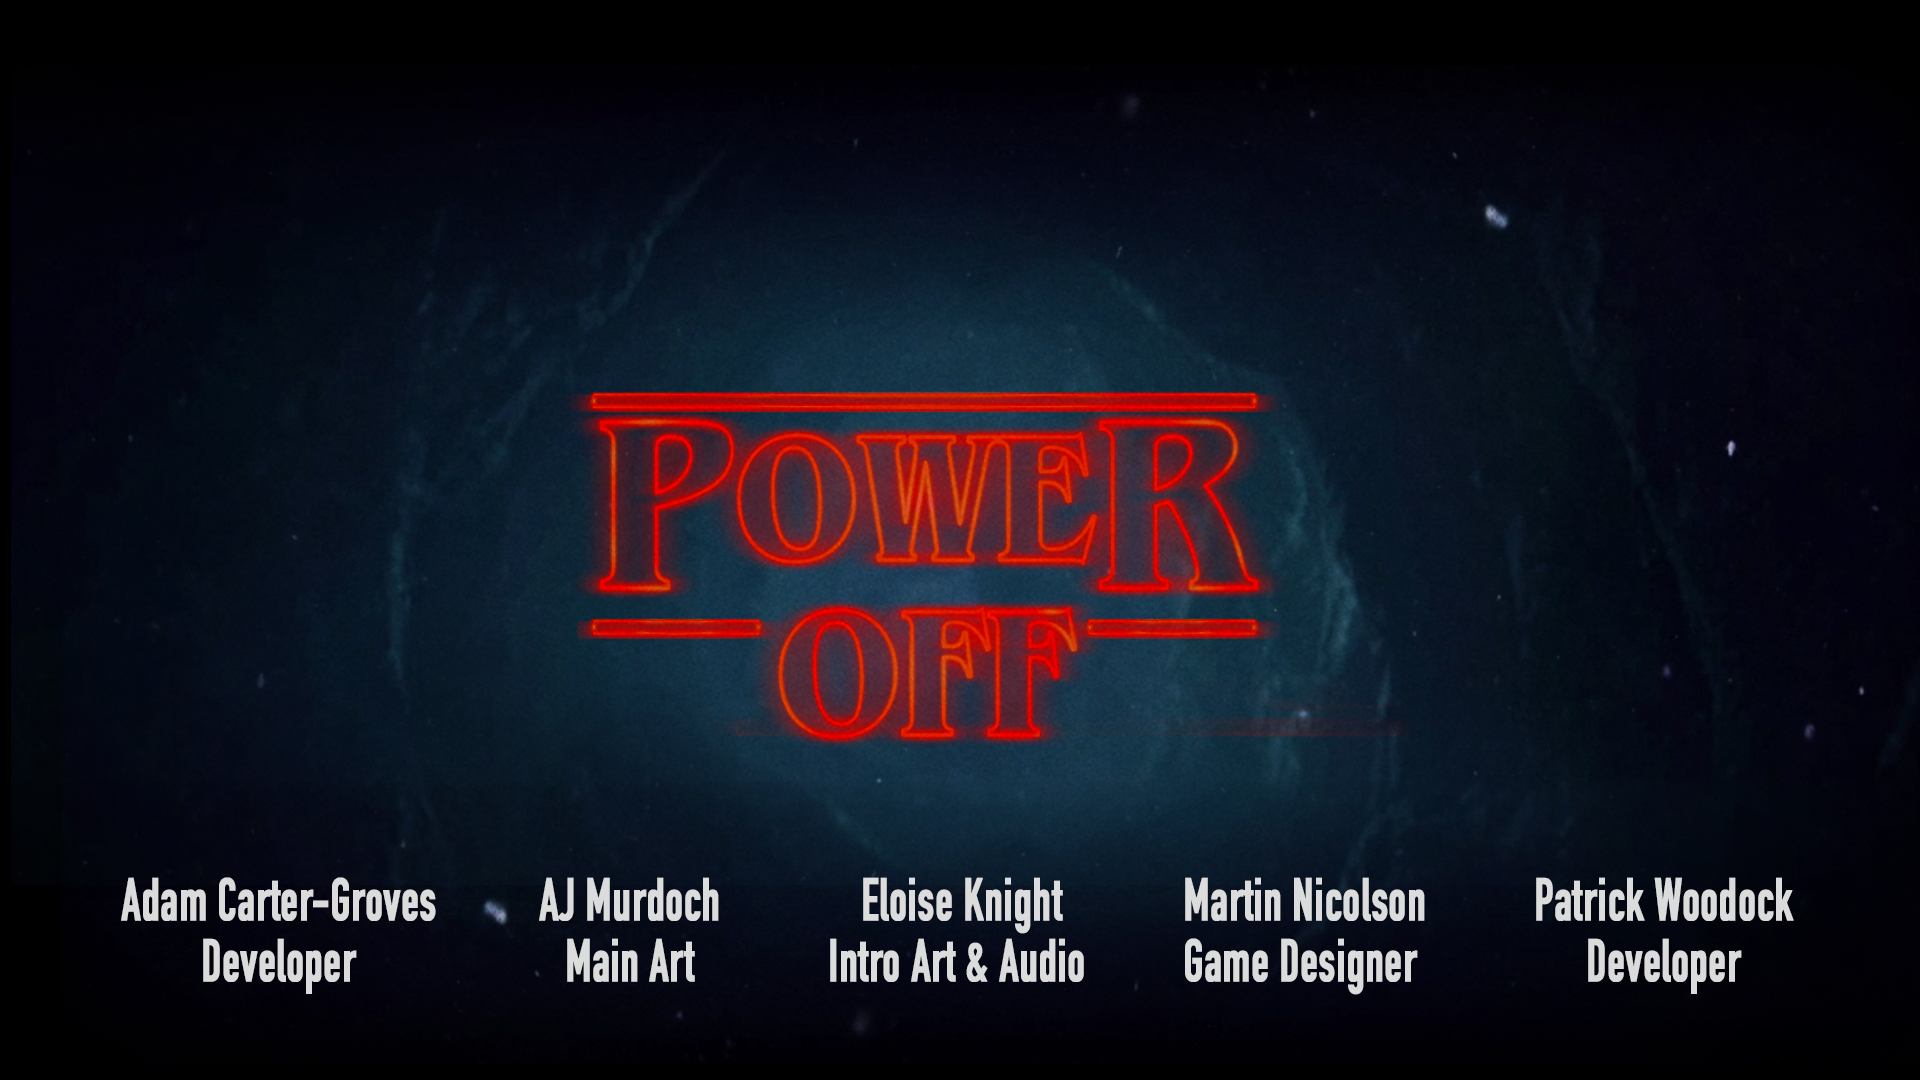 POWER
OFF
Adam Carter-Groves
Developer
AJ Murdoch
Main Art
Eloise Knight
Intro Art & Audio
Martin Nicolson
Game Designer
Patrick Woodock
Developer